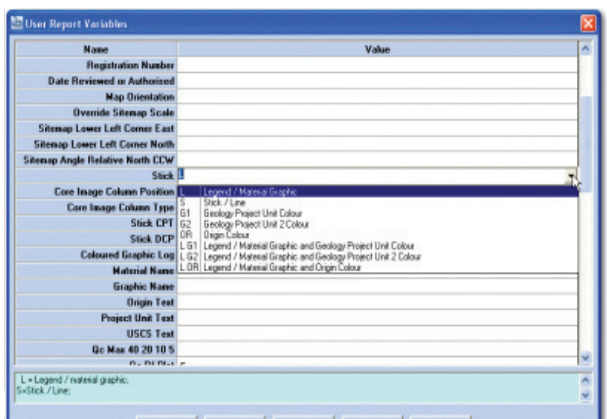 User Report Variables
Name Value
Registration Number
Date Reviewed or Authorised
Map Orientation
Override Sitemap Scale
Sitemap Lower Left Corner East
Sitemap Lower Left Corner North
Sitemap Angle Relative North CCW
Stick L
Core Image Column Position L Legend / Material Graphic
Core Image Column Type S Stick / Line
G1 Geology Project Unit Colour
Stick CPT G2 Geology Project Unit 2 Colour
Stick DCP OR Origin Colour
Coloured Graphic Log L G1 Legend / Material Graphic and Geology Project Unit Colour
L G2 Legend / Material Graphic and Geology Project Unit 2 Colour
Material Name L OR Legend / Material Graphic and Origin Colour
Graphic Name
Origin Text
Project Unit Text
USCS Text
Qc Max 40 20 10 5
L = Legend / material graphic;
S=Stick / Line;